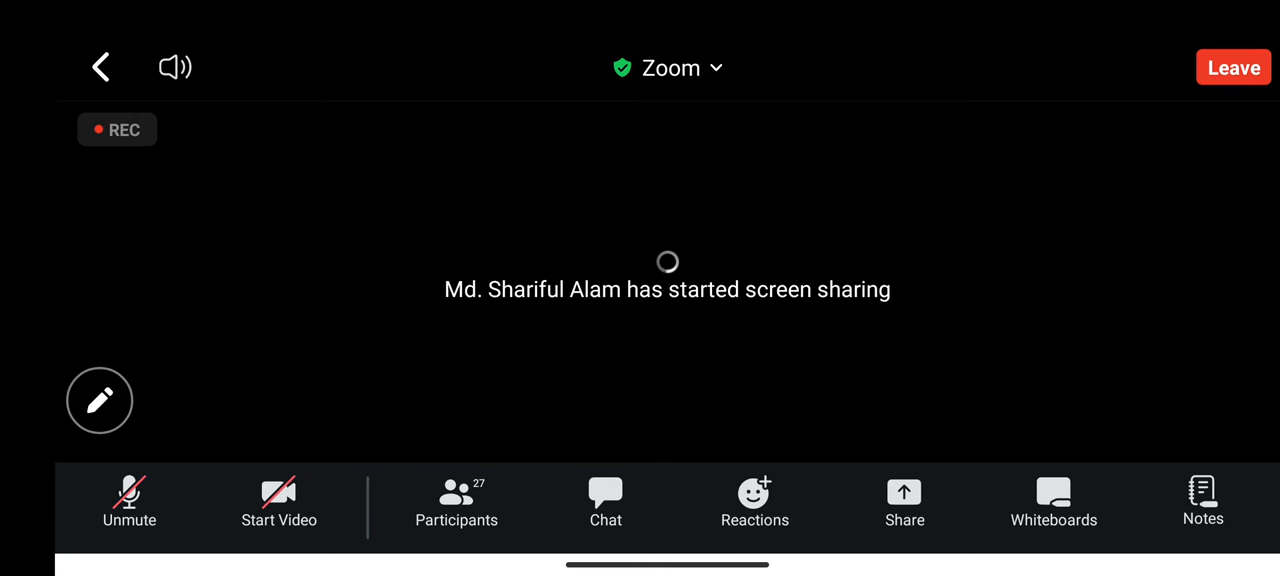 Zoom
Leave
REC
Md. Shariful Alam has started screen sharing
27
Unmute
Start Video
Participants
Chat
Reactions
Share
Whiteboards
Notes